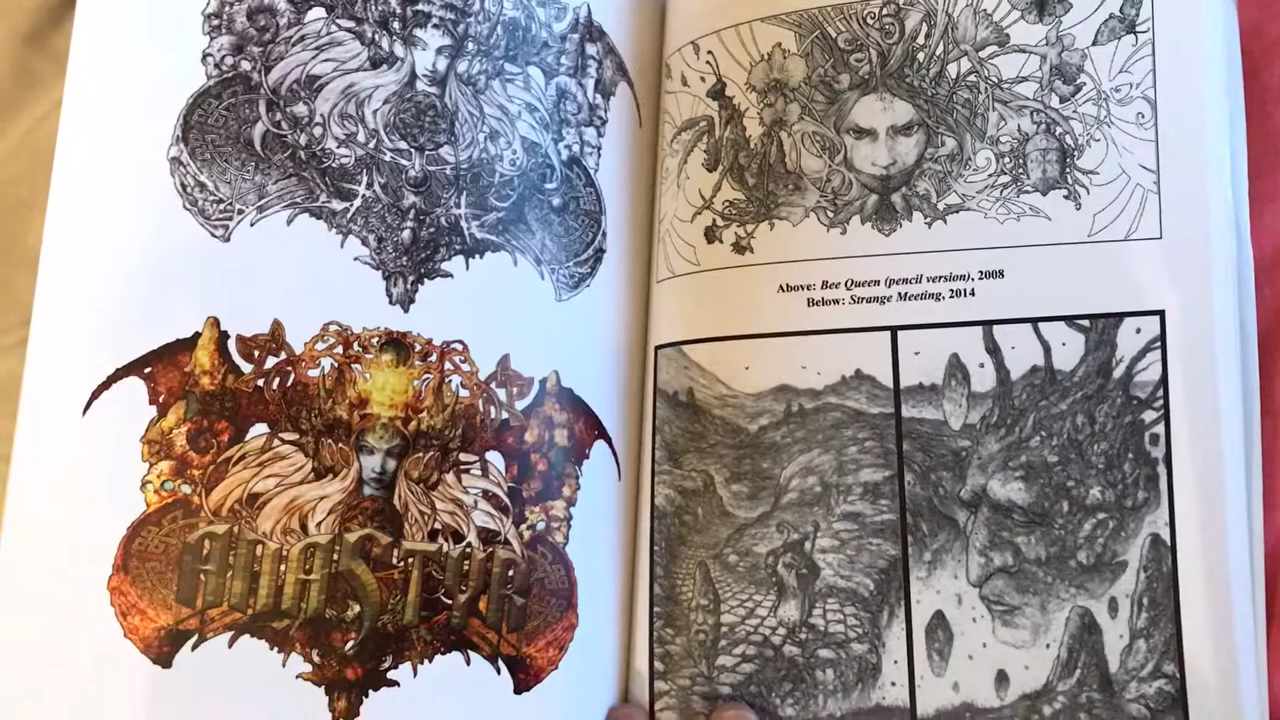 ANASTYR
Above: Bee Queen (pencil version), 2008
Below: Strange Meeting, 2014